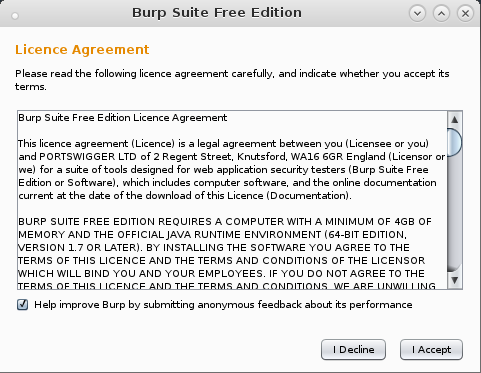 Burp Suite Free Edition
Licence Agreement
Please read the following licence agreement carefully, and indicate whether you accept its
terms.
Burp Suite Free Edition Licence Agreement
This licence agreement (Licence) is a legal agreement between you (Licensee or you)
and PORTSWIGGER LTD of 2 Regent Street, Knutsford, WA16 6GR England (Licensor or
we) for a suite of tools designed for web application security testers (Burp Suite Free
Edition or Software), which includes computer software, and the online documentation
current at the date of the download of this Licence (Documentation).
BURP SUITE FREE EDITION REQUIRES A COMPUTER WITH A MINIMUM OF 4GB OF
MEMORY AND THE OFFICIAL JAVA RUNTIME ENVIRONMENT (64-BIT EDITION,
VERSION 1.7 OR LATER). BY INSTALLING THE SOFTWARE YOU AGREE TO THE
TERMS OF THIS LICENCE AND THE TERMS AND CONDITIONS OF THE LICENSOR
WHICH WILL BIND YOU AND YOUR EMPLOYEES. IF YOU DO NOT AGREE TO THE
TERMS OF THIS LICENCE AND THE TERMS AND CONDITIONS, WE ARE UNWILLING
Help improve Burp by submitting anonymous feedback about its performance
I Decline
I Accept